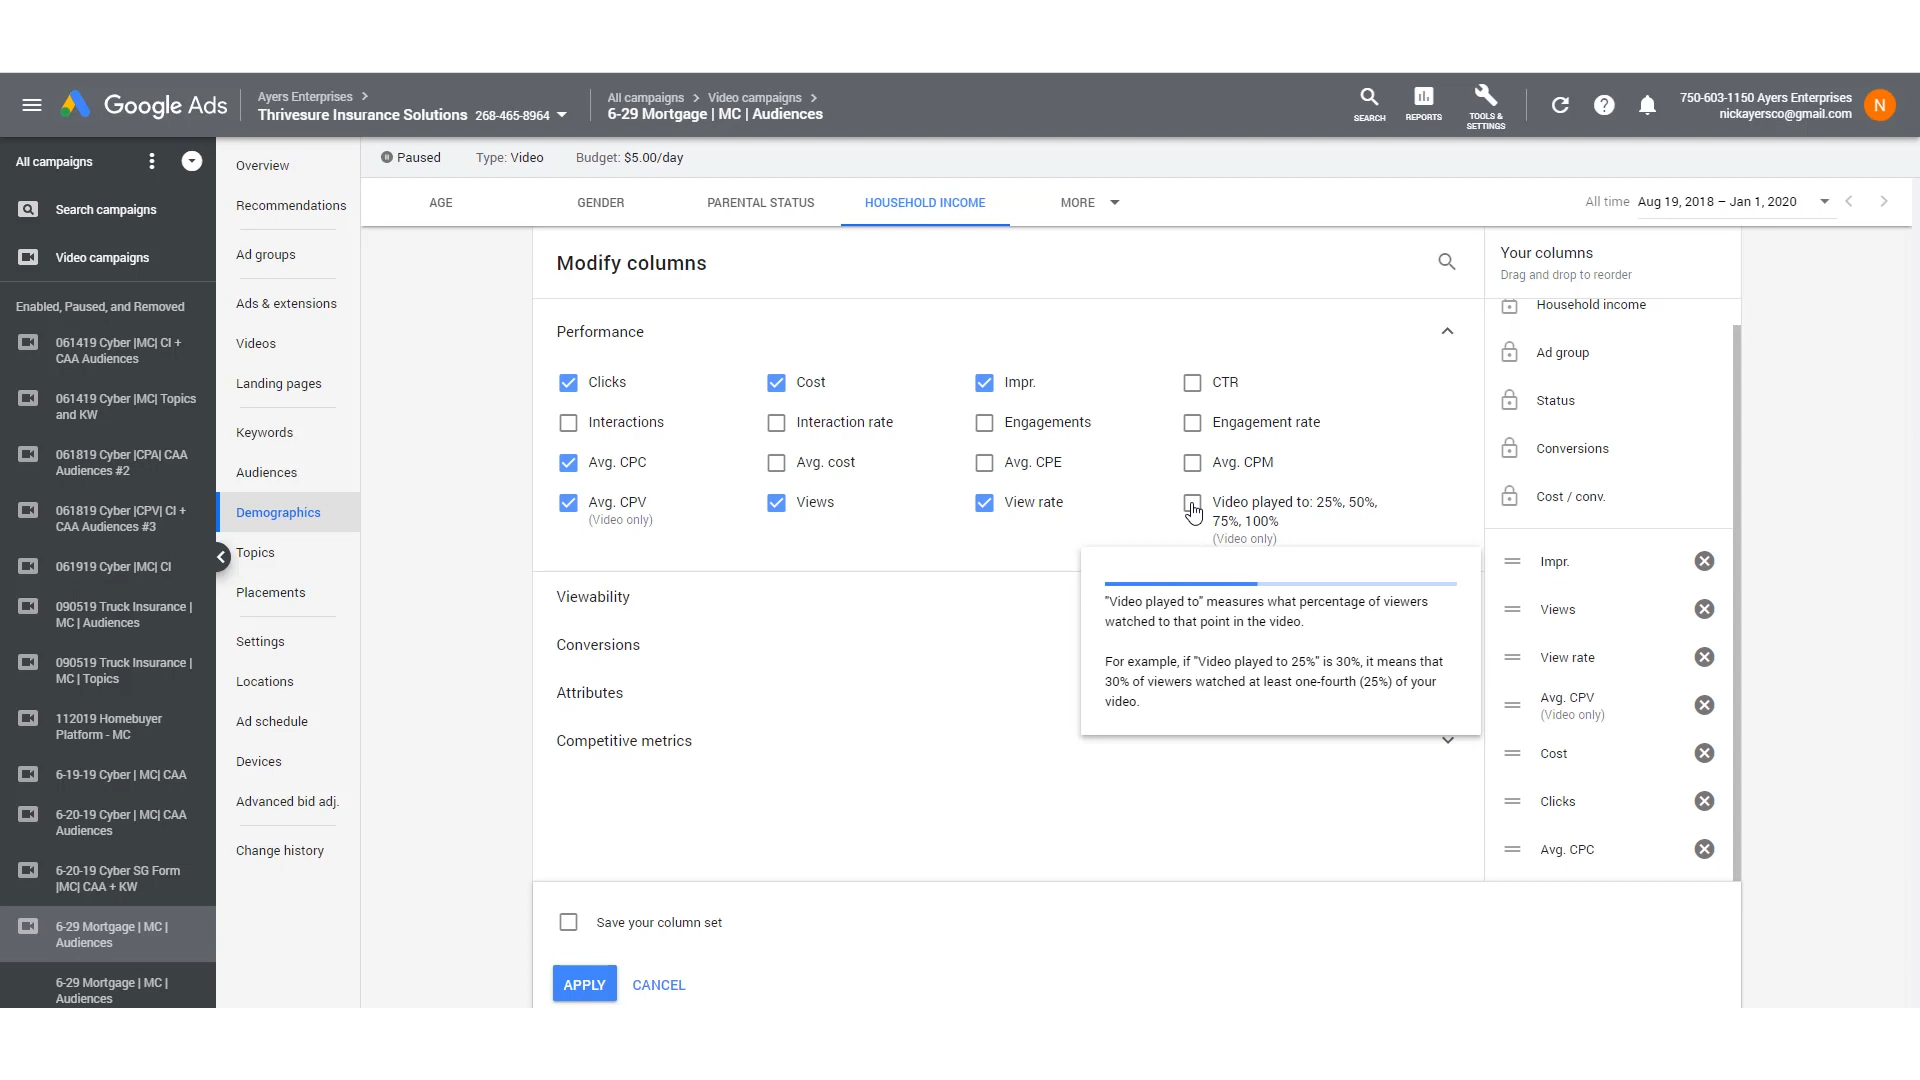 Google Ads
Ayers Enterprises
Thrivesure Insurance Solutions 268-465-8964
All campaigns > Video campaigns >
6-29 Mortgage | MC | Audiences
SEARCH
REPORTS
TOOLS &
SETTINGS
750-603-1150 Ayers Enterprises
nickayersco@gmail.com
N
All campaigns
Search campaigns
Video campaigns
Enabled, Paused, and Removed
061419 Cyber |MC| CI +
CAA Audiences
061419 Cyber |MC| Topics
and KW
061819 Cyber |CPA| CAA
Audiences #2
061819 Cyber |CPV| CI +
CAA Audiences #3
061919 Cyber |MC| CI
090519 Truck Insurance |
MC | Audiences
090519 Truck Insurance |
MC | Topics
112019 Homebuyer
Platform - MC
6-19-19 Cyber | MC| CAA
6-20-19 Cyber | MC| CAA
Audiences
6-20-19 Cyber SG Form
|MC| CAA + KW
6-29 Mortgage | MC |
Audiences
6-29 Mortgage | MC |
Audiences
Overview
Recommendations
Ad groups
Ads & extensions
Videos
Landing pages
Keywords
Audiences
Demographics
Topics
Placements
Settings
Locations
Ad schedule
Devices
Advanced bid adj.
Change history
Paused Type: Video Budget: $5.00/day
AGE GENDER PARENTAL STATUS HOUSEHOLD INCOME MORE
All time Aug 19, 2018 – Jan 1, 2020
Modify columns
Performance
Clicks Cost Impr. CTR
Interactions Interaction rate Engagements Engagement rate
Avg. CPC Avg. cost Avg. CPE Avg. CPM
Avg. CPV Views View rate Video played to: 25%, 50%,
75%, 100%
(Video only)
(Video only)
Viewability
Conversions
Attributes
Competitive metrics
"Video played to" measures what percentage of viewers
watched to that point in the video.
For example, if "Video played to 25%" is 30%, it means that
30% of viewers watched at least one-fourth (25%) of your
video.
Save your column set
APPLY CANCEL
Your columns
Drag and drop to reorder
Household income
Ad group
Status
Conversions
Cost / conv.
Impr.
Views
View rate
Avg. CPV
(Video only)
Cost
Clicks
Avg. CPC